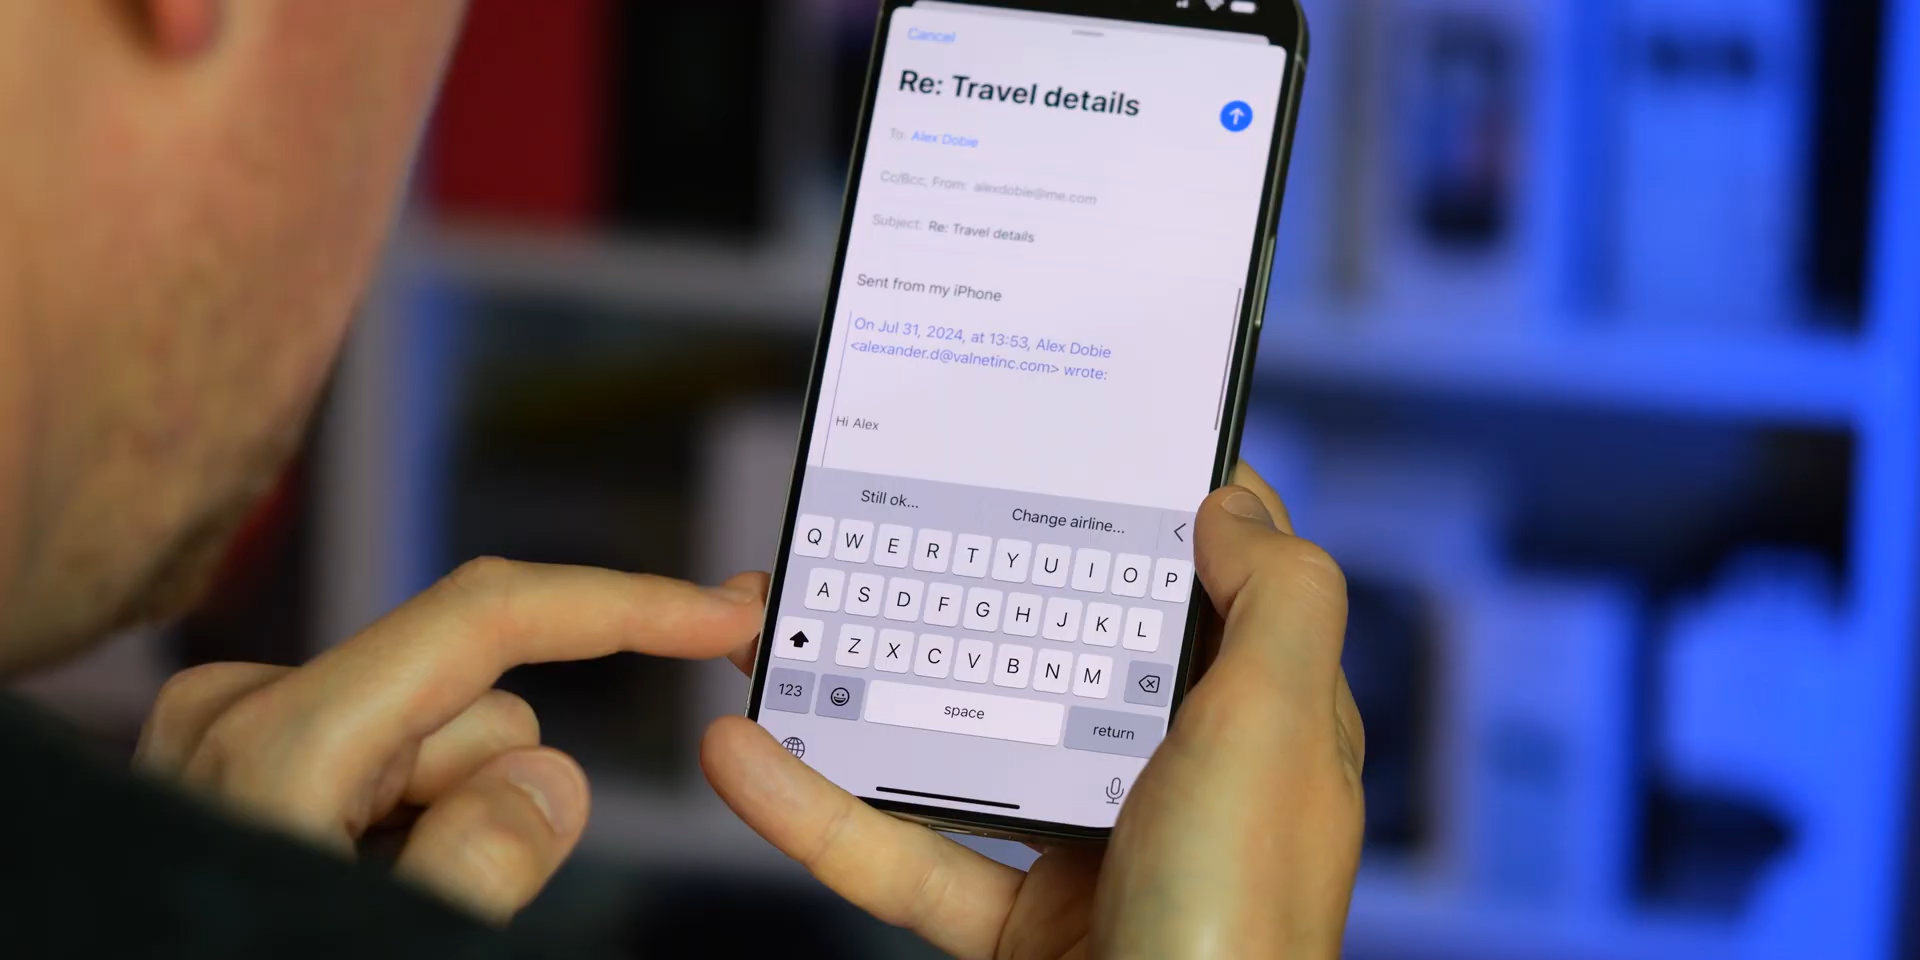 Cancel
Re: Travel details
To: Alex Dobie
Cc/Bcc, From: alexdobie@me.com
Subject: Re: Travel details
Sent from my iPhone
On Jul 31, 2024, at 13:53, Alex Dobie
<alexander.d@valnetinc.com> wrote:
Hi Alex
Still ok... Change airline...
Q W E R T Y U I O P
A S D F G H J K L
Z X C V B N M
123 space return